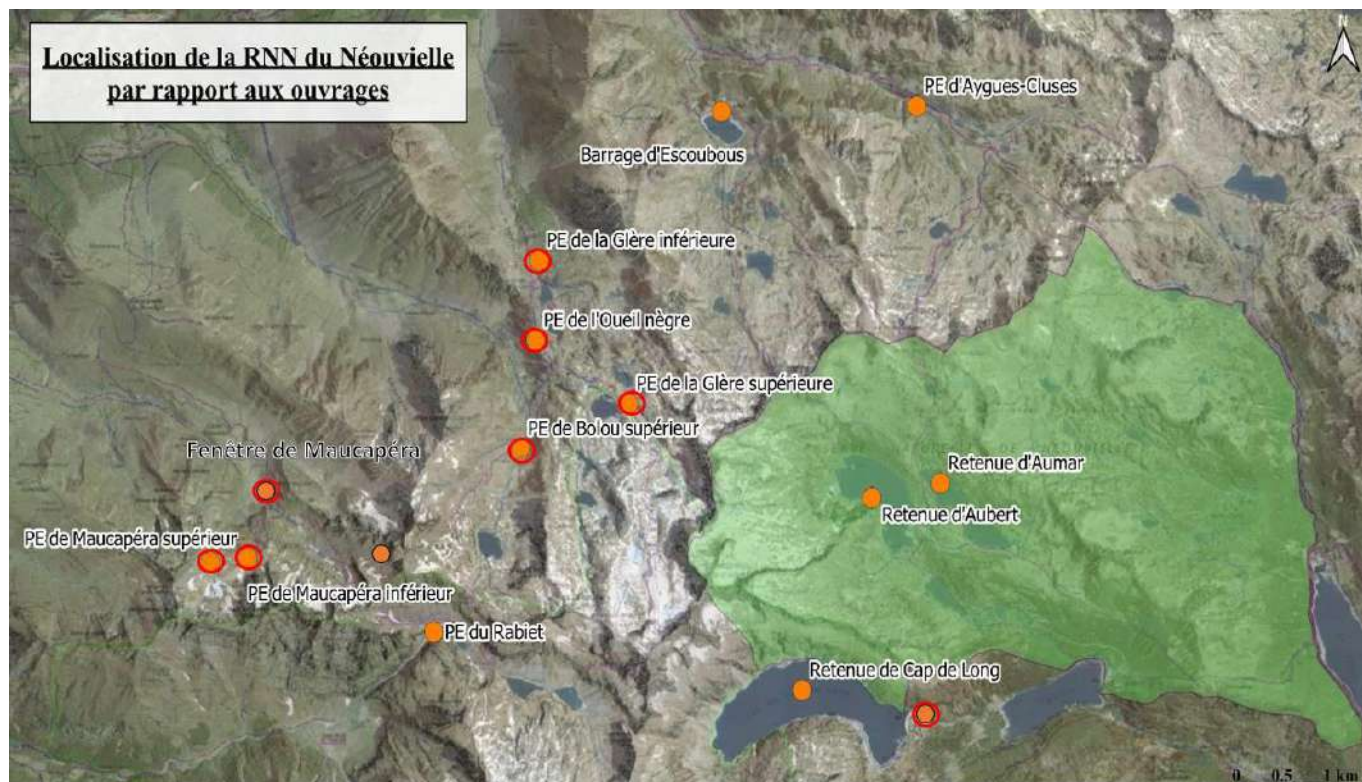 Localisation de la RNN du Néouvielle
par rapport aux ouvrages
N
PE d'Aygues-Cluses
Barrage d'Escoubous
PE de la Glère inférieure
PE de l'Oueil nègre
PE de la Glère supérieure
PE de Bolou supérieur
Fenêtre de Maucapéra
Retenue d'Aumar
Retenue d'Aubert
PE de Maucapéra supérieur
PE de Maucapéra inférieur
PE du Rabiet
Retenue de Cap de Long
0 0.5 1 km